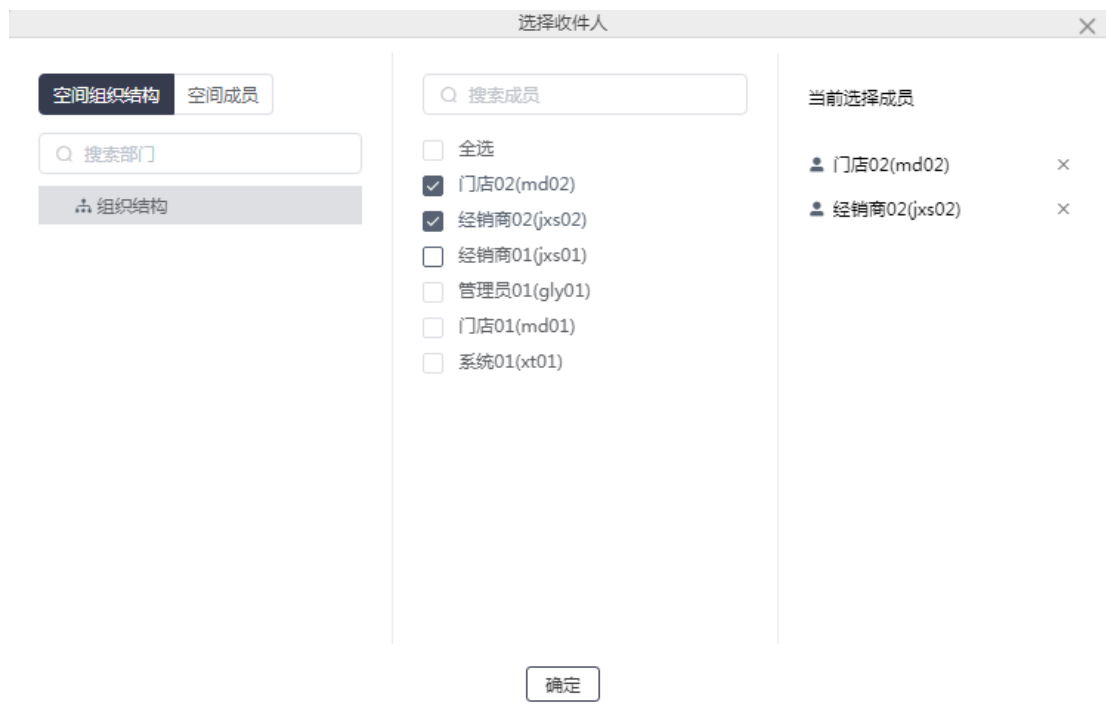 选择收件人
空间组织结构 空间成员
搜索部门
组织结构
搜索成员
全选
门店02(md02)
经销商02(jxs02)
经销商01(jxs01)
管理员01(gly01)
门店01(md01)
系统01(xt01)
当前选择成员
门店02(md02)
经销商02(jxs02)
确定